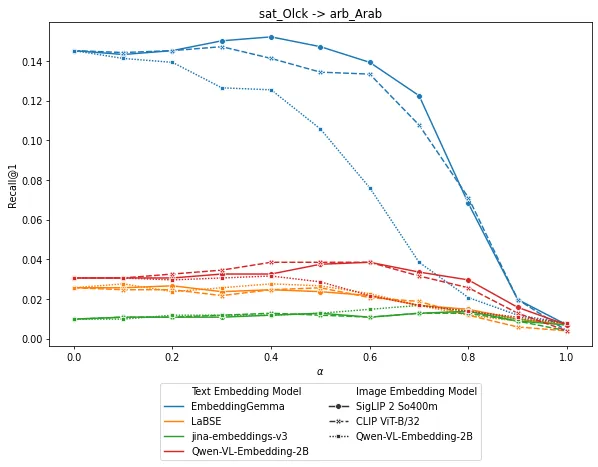 sat_Olck -> arb_Arab
Recall@1
0.14
0.12
0.10
0.08
0.06
0.04
0.02
0.00
0.0 0.2 0.4 0.6 0.8 1.0
α
Text Embedding Model
EmbeddingGemma
LaBSE
jina-embeddings-v3
Qwen-VL-Embedding-2B
Image Embedding Model
SigLIP 2 So400m
CLIP ViT-B/32
Qwen-VL-Embedding-2B